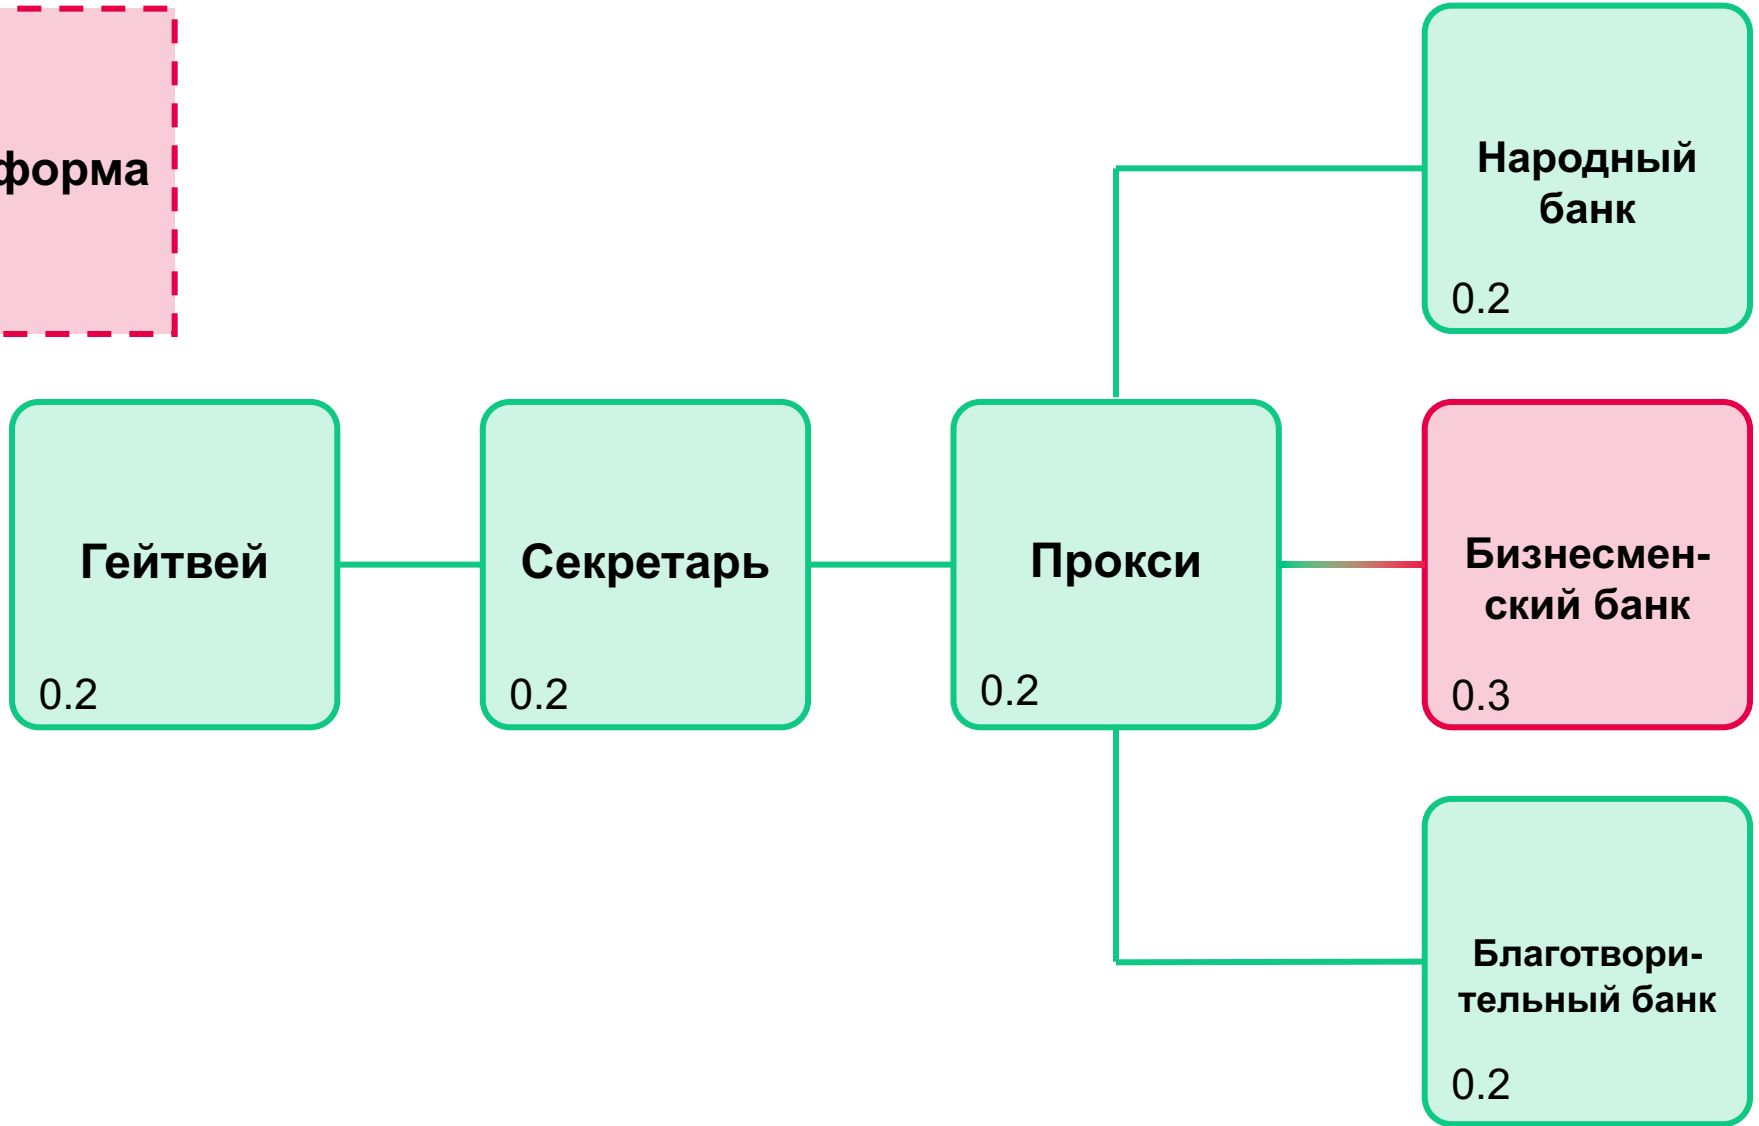 форма
Народный
банк
0.2
Гейтвей
0.2
Секретарь
0.2
Прокси
0.2
Бизнесмен-
ский банк
0.3
Благотвори-
тельный банк
0.2